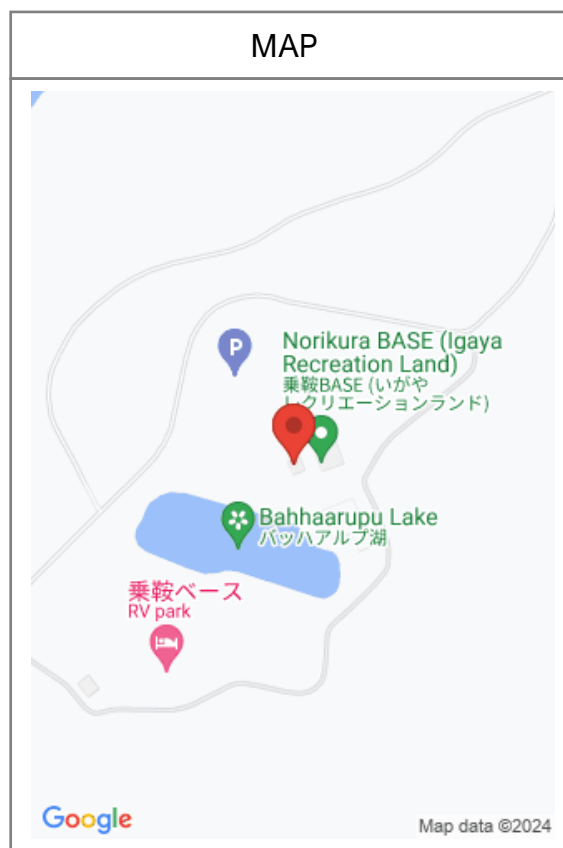 MAP
P
Norikura BASE (Igaya
Recreation Land)
乗鞍BASE (いがや
レクリエーションランド)
Bahhaarupu Lake
バッハアルプ湖
乗鞍ベース
RV park
Google
Map data ©2024